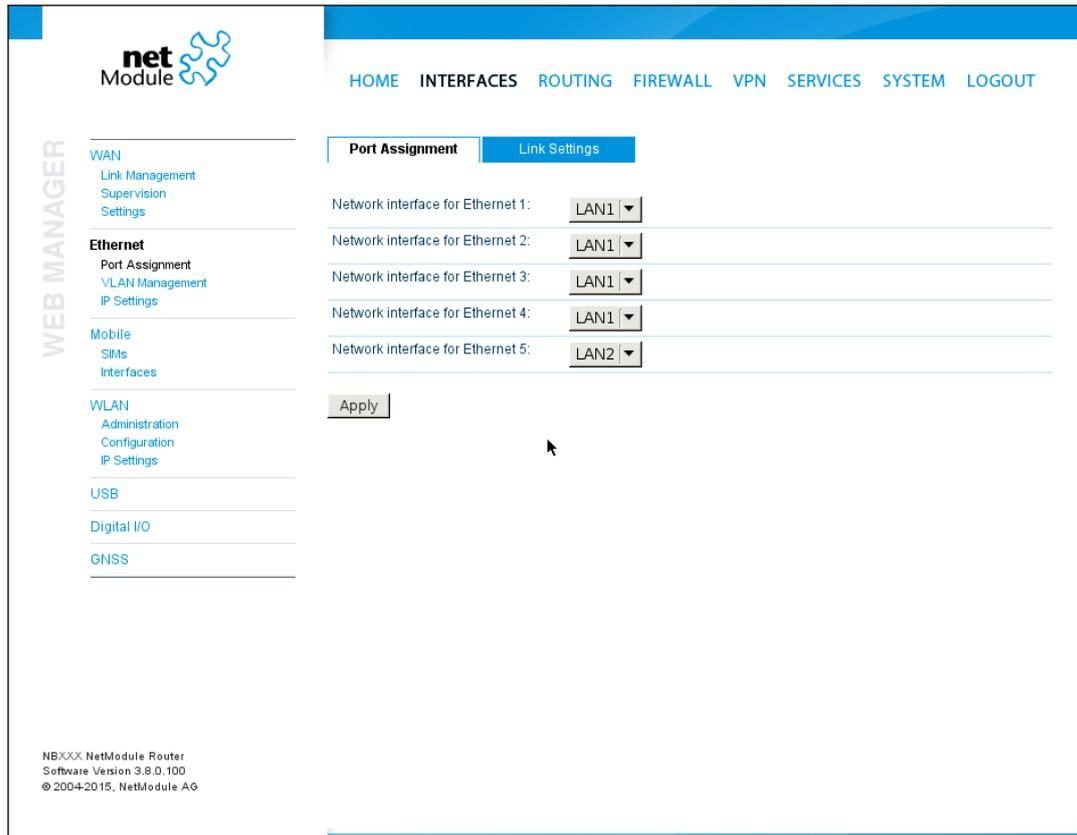 net
Module
HOME INTERFACES ROUTING FIREWALL VPN SERVICES SYSTEM LOGOUT
WEB MANAGER
WAN
Link Management
Supervision
Settings
Ethernet
Port Assignment
VLAN Management
IP Settings
Mobile
SIMs
Interfaces
WLAN
Administration
Configuration
IP Settings
USB
Digital I/O
GNSS
Port Assignment Link Settings
Network interface for Ethernet 1: LAN1
Network interface for Ethernet 2: LAN1
Network interface for Ethernet 3: LAN1
Network interface for Ethernet 4: LAN1
Network interface for Ethernet 5: LAN2
Apply
NBXXX NetModule Router
Software Version 3.8.0.100
© 2004-2015, NetModule AG